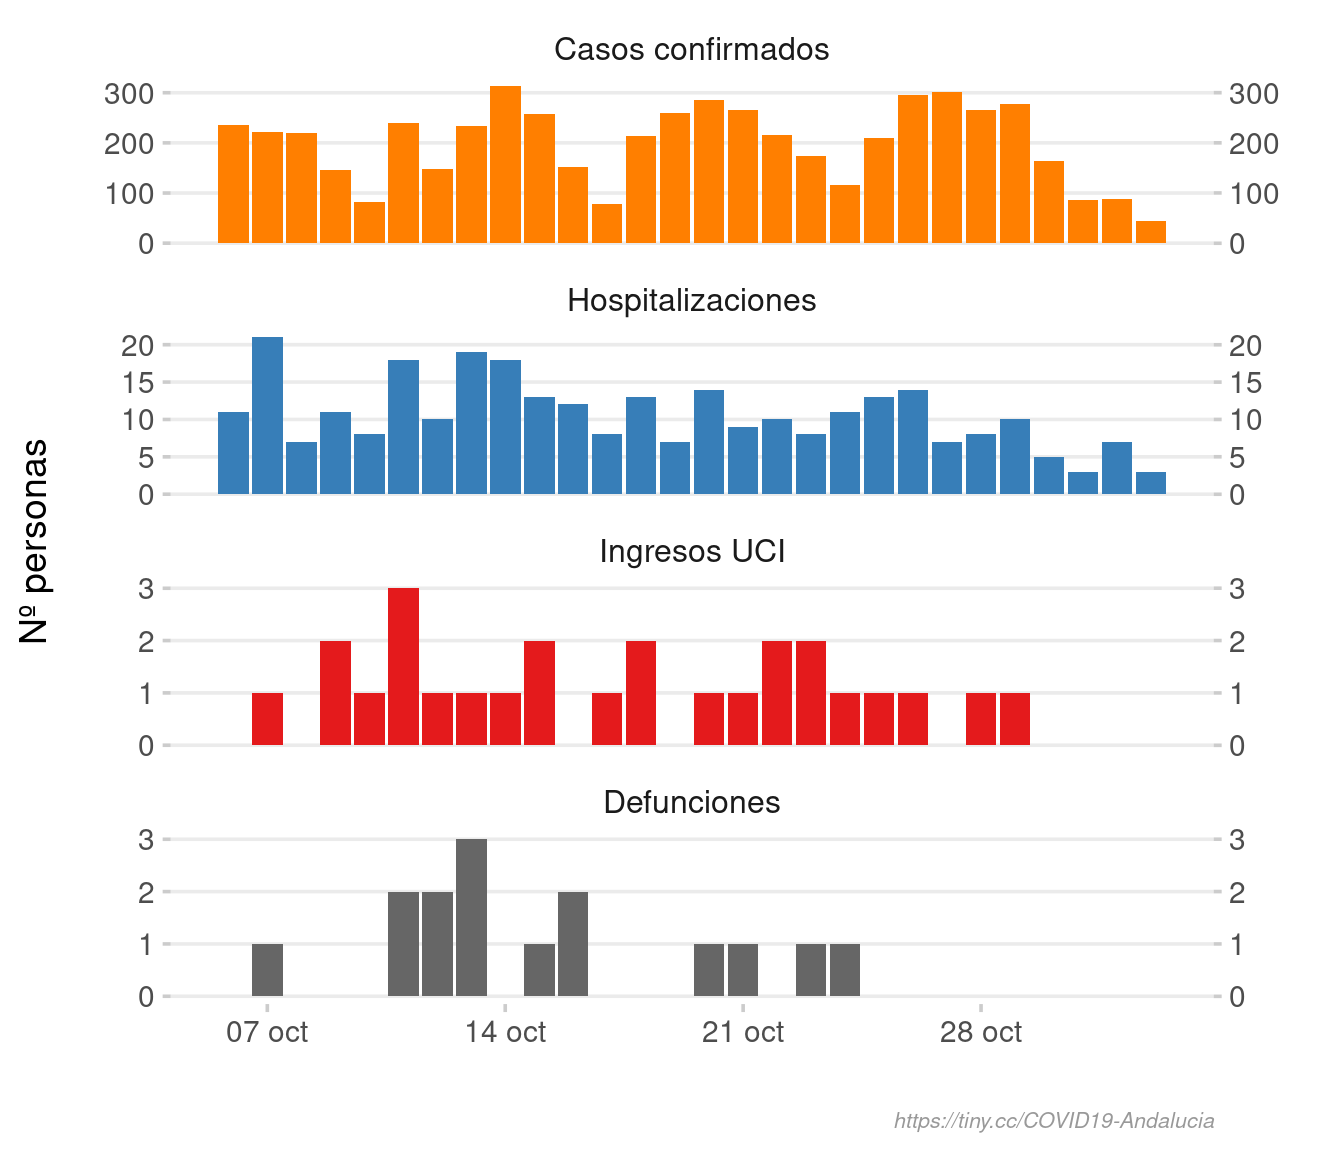 Casos confirmados
300 300
200 200
100 100
0 0
Hospitalizaciones
20 20
15 15
10 10
5 5
0 0
Nº personas
Ingresos UCI
3 3
2 2
1 1
0 0
Defunciones
3 3
2 2
1 1
0 0
07 oct 14 oct 21 oct 28 oct
https://tiny.cc/COVID19-Andalucia